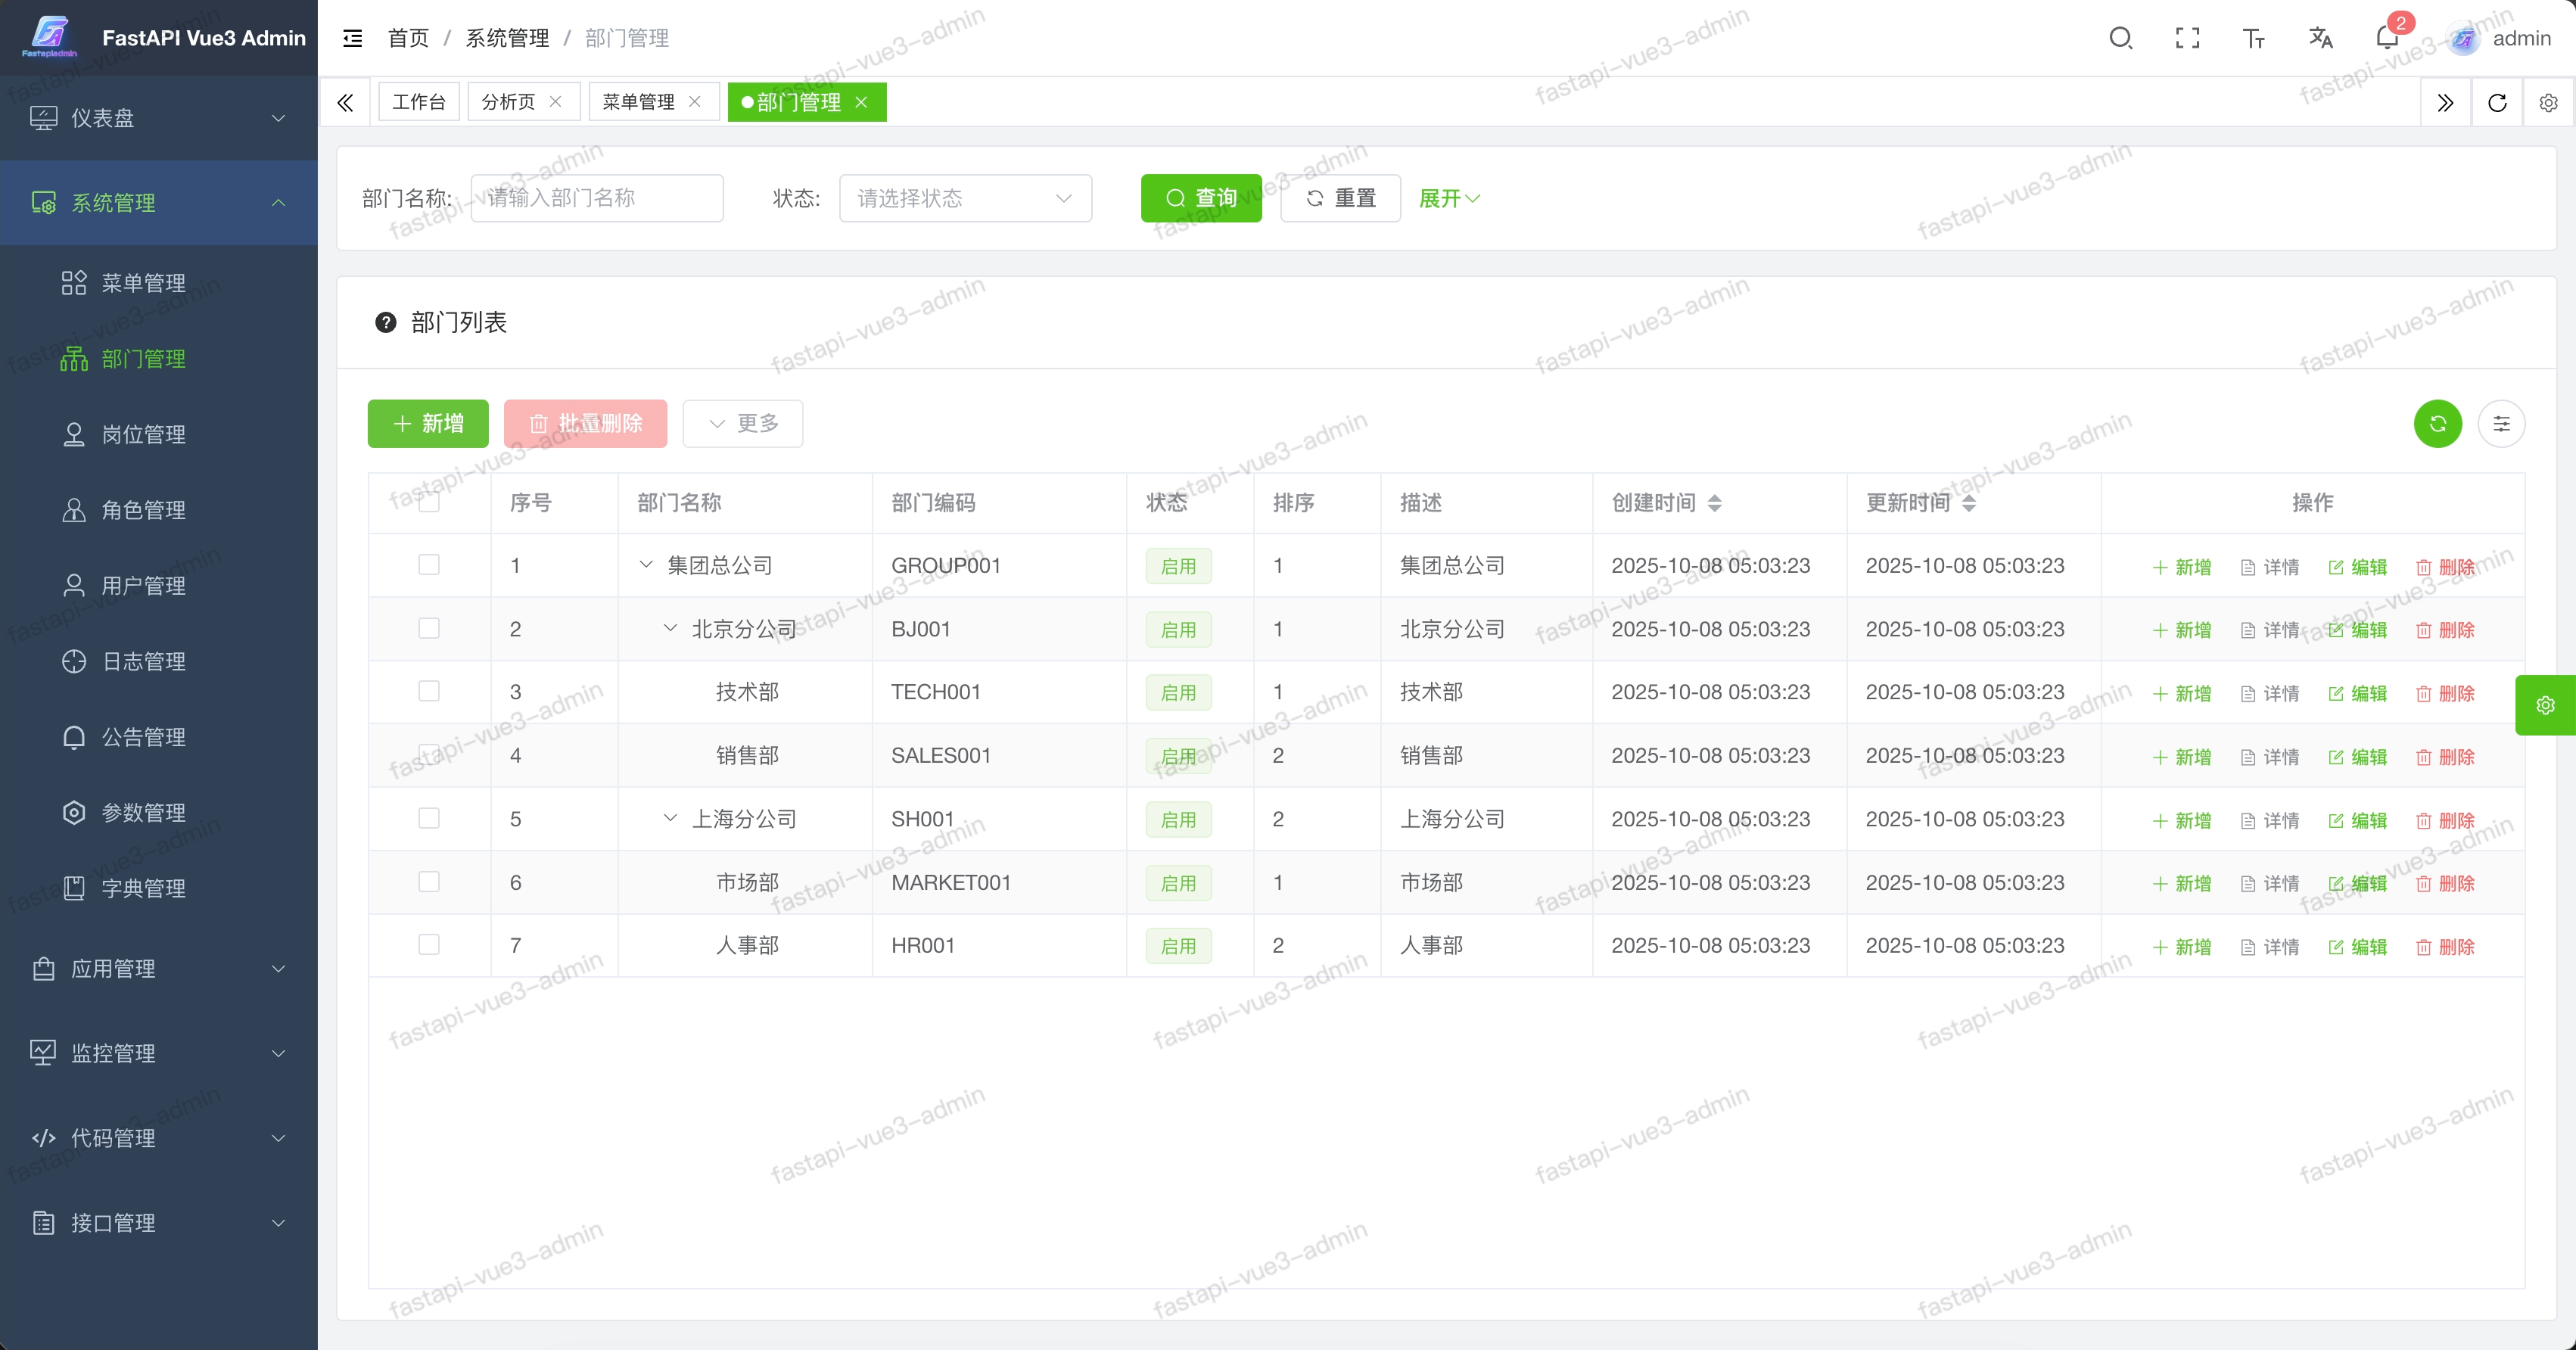 Fastapiadmin
FastAPI Vue3 Admin
仪表盘
系统管理
菜单管理
部门管理
岗位管理
角色管理
用户管理
日志管理
公告管理
参数管理
字典管理
应用管理
监控管理
代码管理
接口管理
首页 / 系统管理 / 部门管理
2
admin
工作台 分析页 菜单管理 部门管理
部门名称: 请输入部门名称 状态: 请选择状态 查询 重置 展开
部门列表
新增 批量删除 更多
序号 部门名称 部门编码 状态 排序 描述 创建时间 更新时间 操作
1 集团总公司 GROUP001 启用 1 集团总公司 2025-10-08 05:03:23 2025-10-08 05:03:23 新增 详情 编辑 删除
2 北京分公司 BJ001 启用 1 北京分公司 2025-10-08 05:03:23 2025-10-08 05:03:23 新增 详情 编辑 删除
3 技术部 TECH001 启用 1 技术部 2025-10-08 05:03:23 2025-10-08 05:03:23 新增 详情 编辑 删除
4 销售部 SALES001 启用 2 销售部 2025-10-08 05:03:23 2025-10-08 05:03:23 新增 详情 编辑 删除
5 上海分公司 SH001 启用 2 上海分公司 2025-10-08 05:03:23 2025-10-08 05:03:23 新增 详情 编辑 删除
6 市场部 MARKET001 启用 1 市场部 2025-10-08 05:03:23 2025-10-08 05:03:23 新增 详情 编辑 删除
7 人事部 HR001 启用 2 人事部 2025-10-08 05:03:23 2025-10-08 05:03:23 新增 详情 编辑 删除
fastapi-vue3-admin